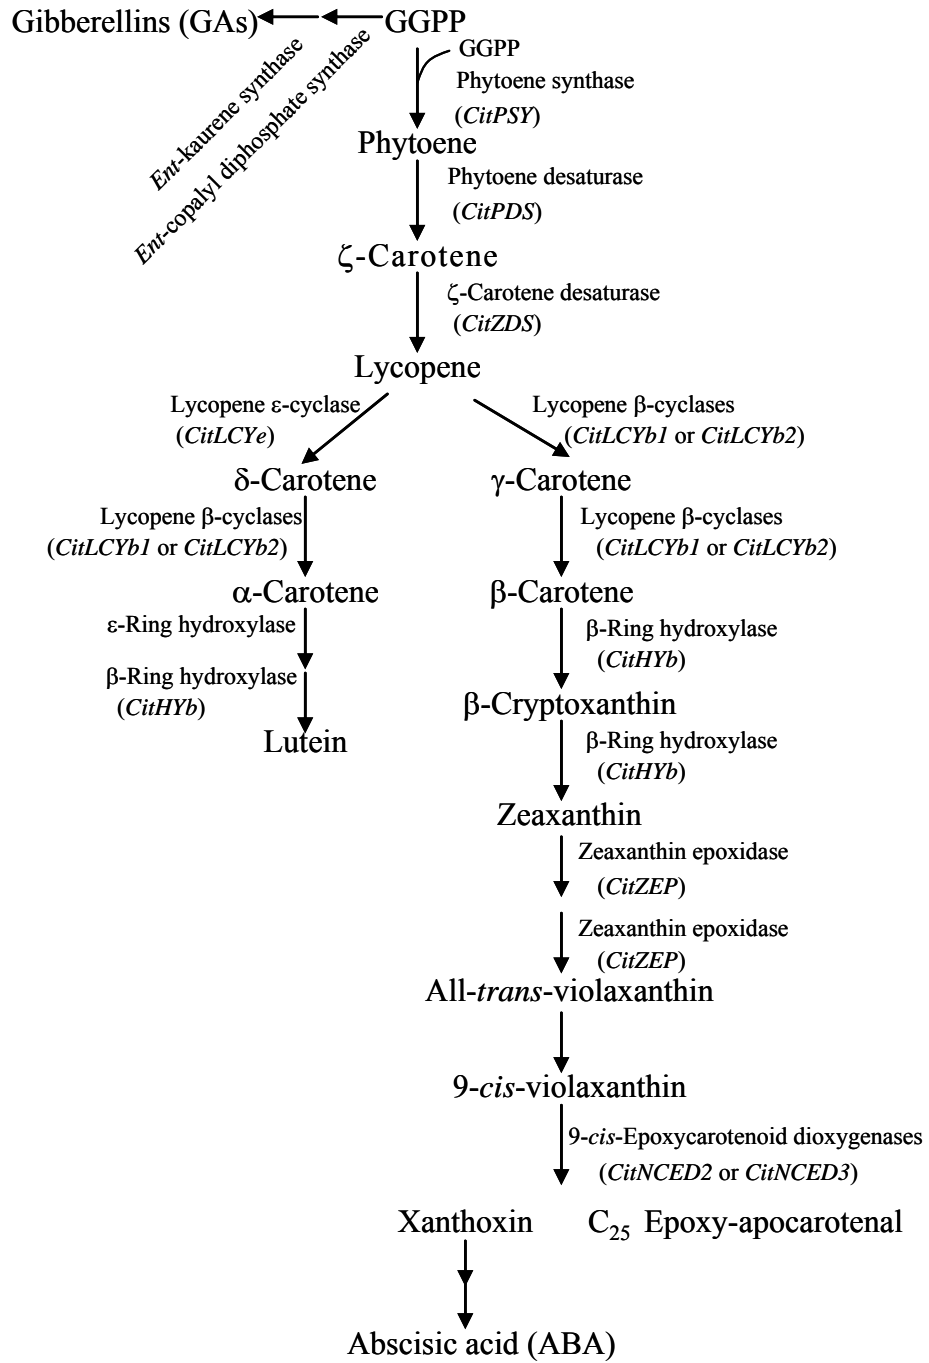 Gibberellins (GAs)
GGPP
GGPP
Ent-kaurene synthase
Ent-copalyl diphosphate synthase
Phytoene synthase
(CitPSY)
Phytoene
Phytoene desaturase
(CitPDS)
ζ-Carotene
ζ-Carotene desaturase
(CitZDS)
Lycopene
Lycopene ε-cyclase
(CitLCYe)
Lycopene β-cyclases
(CitLCYb1 or CitLCYb2)
δ-Carotene
γ-Carotene
Lycopene β-cyclases
(CitLCYb1 or CitLCYb2)
Lycopene β-cyclases
(CitLCYb1 or CitLCYb2)
α-Carotene
β-Carotene
ε-Ring hydroxylase
β-Ring hydroxylase
(CitHYb)
β-Ring hydroxylase
(CitHYb)
β-Cryptoxanthin
Lutein
β-Ring hydroxylase
(CitHYb)
Zeaxanthin
Zeaxanthin epoxidase
(CitZEP)
Zeaxanthin epoxidase
(CitZEP)
All-trans-violaxanthin
9-cis-violaxanthin
9-cis-Epoxycarotenoid dioxygenases
(CitNCED2 or CitNCED3)
Xanthoxin
C25 Epoxy-apocarotenal
Abscisic acid (ABA)